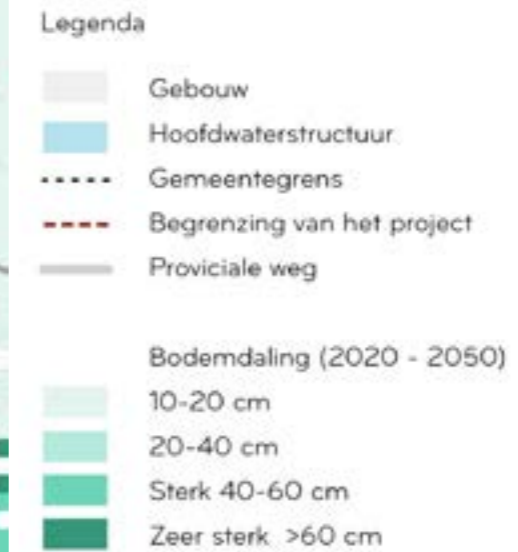 Legenda
Gebouw
Hoofdwaterstructuur
Gemeentegrens
Begrenzing van het project
Proviciale weg
Bodemdaling (2020 - 2050)
10-20 cm
20-40 cm
Sterk 40-60 cm
Zeer sterk >60 cm